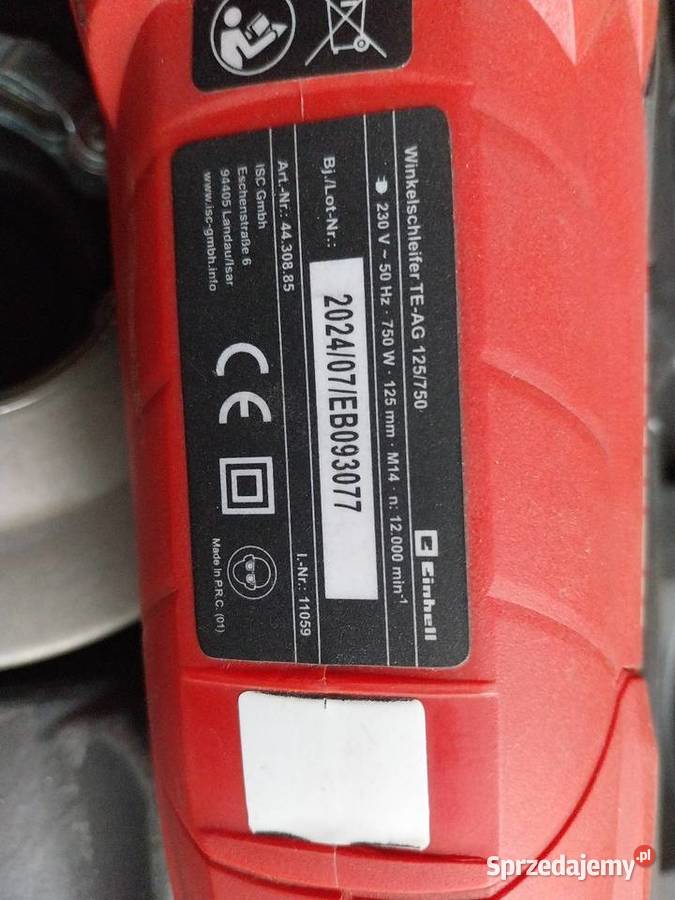 Winkelschleifer TE-AG 125/750
Einhell
230 V ~ 50 Hz · 750 W · 125 mm · M14 · n: 12.000 min⁻¹
Bj./Lot-Nr.:
2024/07/EB093077
Art.-Nr.: 44.308.85
I.-Nr.: 11059
ISC GmbH
Eschenstraße 6
94405 Landau/Isar
www.isc-gmbh.info
CE
Made in P.R.C. (01)
Sprzedajemy.pl